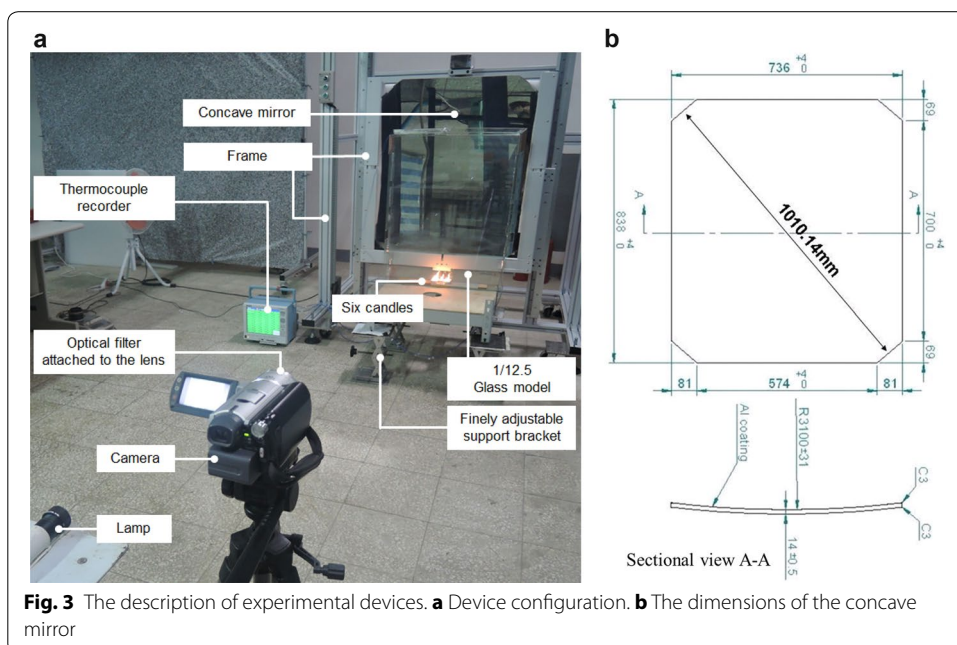 a
Concave mirror
Frame
Thermocouple
recorder
Six candles
Optical filter
attached to the lens
1/12.5
Glass model
Finely adjustable
support bracket
Camera
Lamp
b
736 +4 0
69
A
A
838 +4 0
1010.14mm
700 +4 0
69
81
574 +4 0
81
Al coating
R3100±31
C3
C3
14±0.5
Sectional view A-A
Fig. 3 The description of experimental devices. a Device configuration. b The dimensions of the concave
mirror